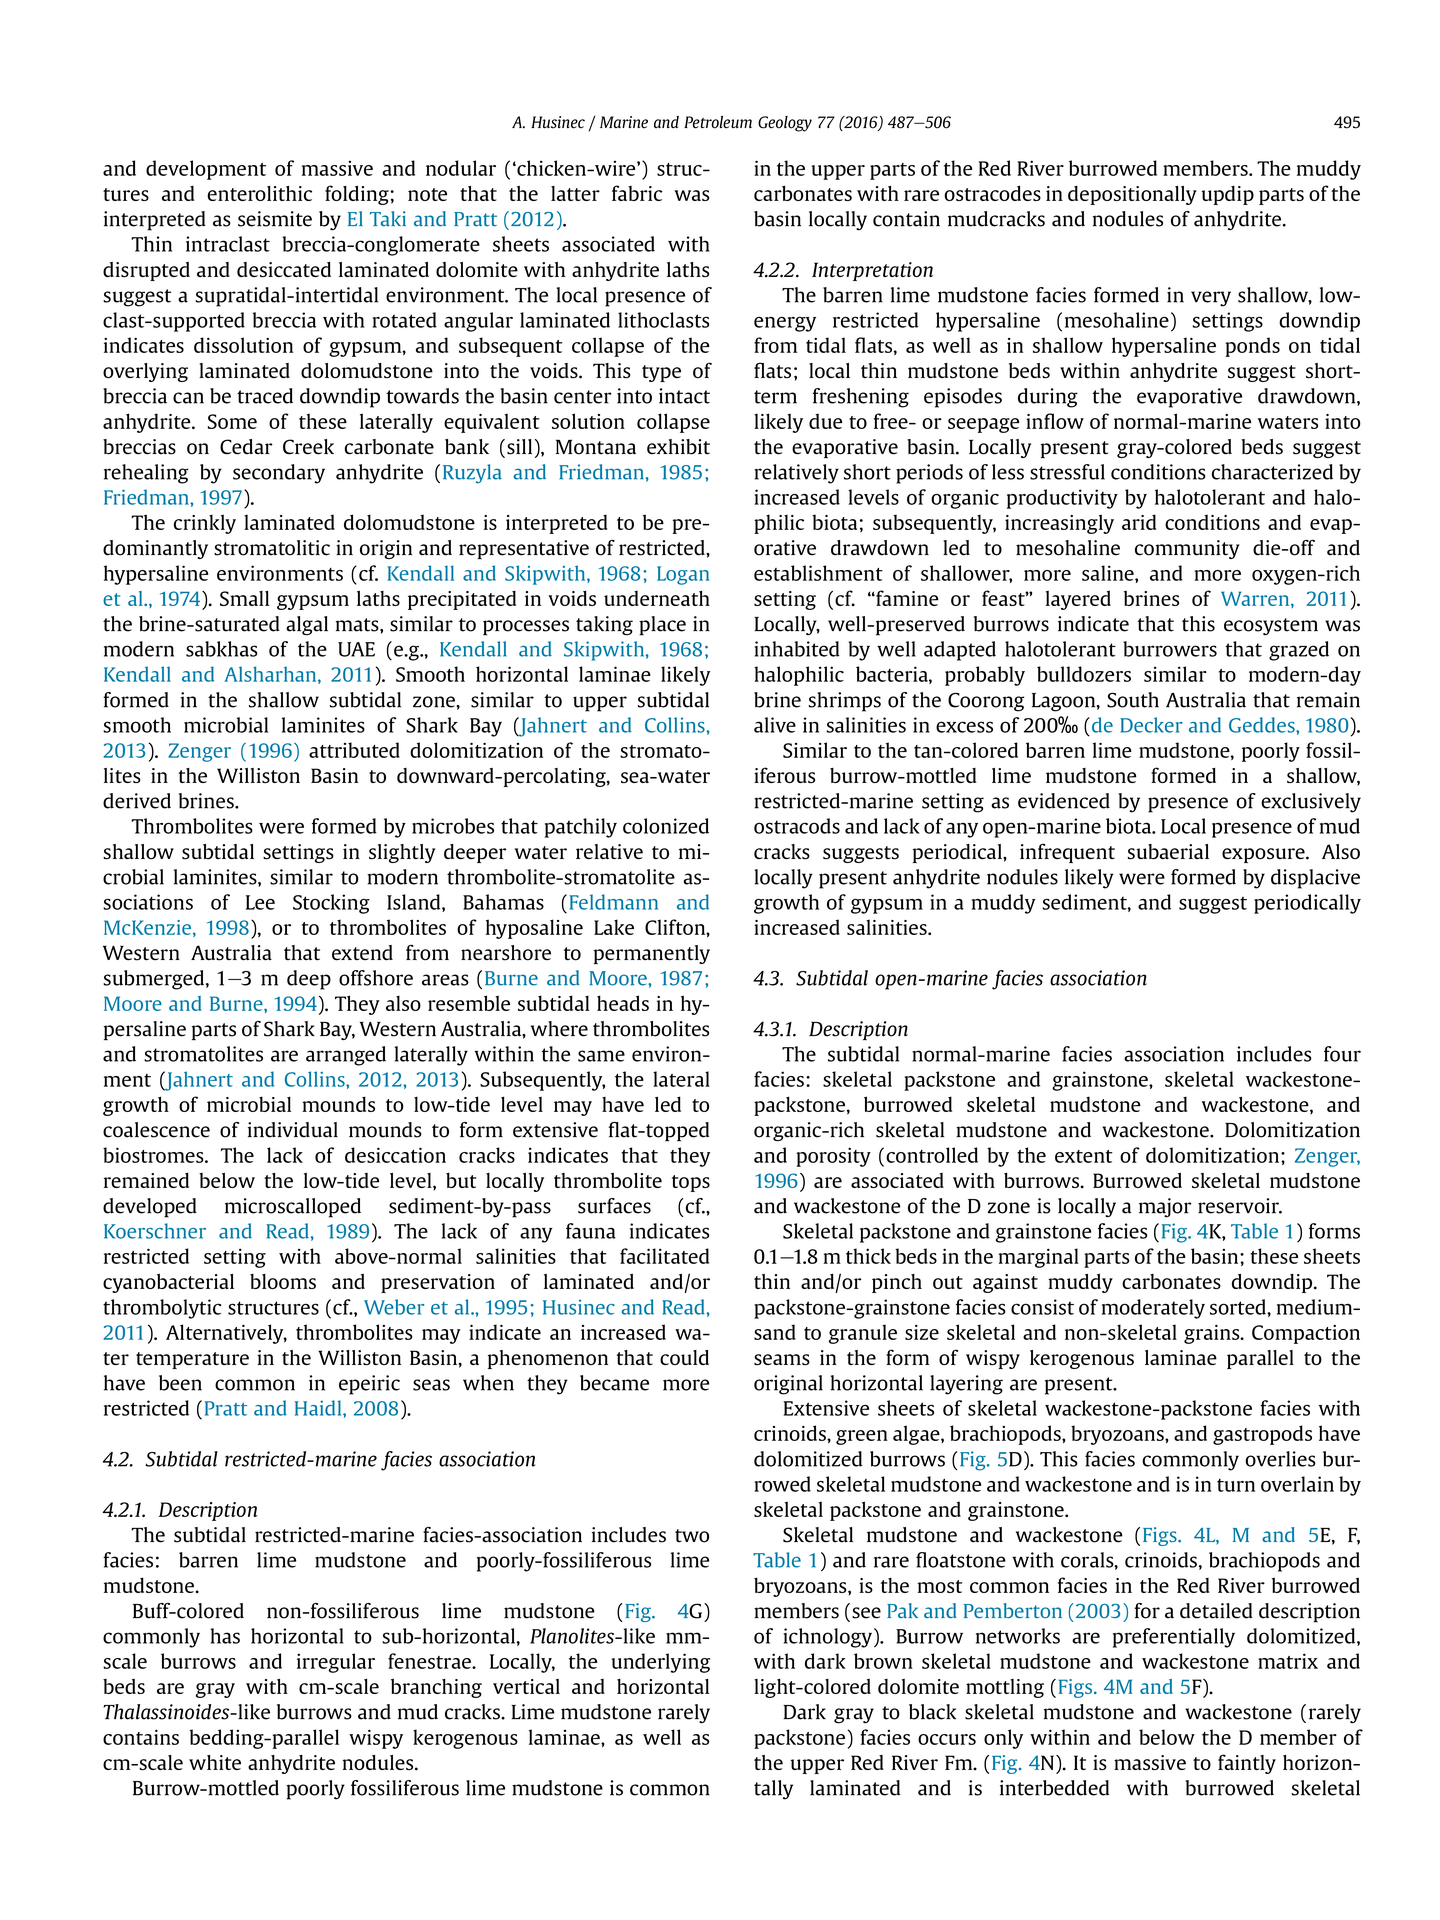 A. Husinec / Marine and Petroleum Geology 77 (2016) 487–506
495
and development of massive and nodular (‘chicken-wire’) struc-
tures and enterolithic folding; note that the latter fabric was
interpreted as seismite by El Taki and Pratt (2012).
Thin intraclast breccia-conglomerate sheets associated with
disrupted and desiccated laminated dolomite with anhydrite laths
suggest a supratidal-intertidal environment. The local presence of
clast-supported breccia with rotated angular laminated lithoclasts
indicates dissolution of gypsum, and subsequent collapse of the
overlying laminated dolomudstone into the voids. This type of
breccia can be traced downdip towards the basin center into intact
anhydrite. Some of these laterally equivalent solution collapse
breccias on Cedar Creek carbonate bank (sill), Montana exhibit
rehealing by secondary anhydrite (Ruzyla and Friedman, 1985;
Friedman, 1997).
The crinkly laminated dolomudstone is interpreted to be pre-
dominantly stromatolitic in origin and representative of restricted,
hypersaline environments (cf. Kendall and Skipwith, 1968; Logan
et al., 1974). Small gypsum laths precipitated in voids underneath
the brine-saturated algal mats, similar to processes taking place in
modern sabkhas of the UAE (e.g., Kendall and Skipwith, 1968;
Kendall and Alsharhan, 2011). Smooth horizontal laminae likely
formed in the shallow subtidal zone, similar to upper subtidal
smooth microbial laminites of Shark Bay (Jahnert and Collins,
2013). Zenger (1996) attributed dolomitization of the stromato-
lites in the Williston Basin to downward-percolating, sea-water
derived brines.
Thrombolites were formed by microbes that patchily colonized
shallow subtidal settings in slightly deeper water relative to mi-
crobial laminites, similar to modern thrombolite-stromatolite as-
sociations of Lee Stocking Island, Bahamas (Feldmann and
McKenzie, 1998), or to thrombolites of hyposaline Lake Clifton,
Western Australia that extend from nearshore to permanently
submerged, 1–3 m deep offshore areas (Burne and Moore, 1987;
Moore and Burne, 1994). They also resemble subtidal heads in hy-
persaline parts of Shark Bay, Western Australia, where thrombolites
and stromatolites are arranged laterally within the same environ-
ment (Jahnert and Collins, 2012, 2013). Subsequently, the lateral
growth of microbial mounds to low-tide level may have led to
coalescence of individual mounds to form extensive flat-topped
biostromes. The lack of desiccation cracks indicates that they
remained below the low-tide level, but locally thrombolite tops
developed microscalloped sediment-by-pass surfaces (cf.,
Koerschner and Read, 1989). The lack of any fauna indicates
restricted setting with above-normal salinities that facilitated
cyanobacterial blooms and preservation of laminated and/or
thrombolytic structures (cf., Weber et al., 1995; Husinec and Read,
2011). Alternatively, thrombolites may indicate an increased wa-
ter temperature in the Williston Basin, a phenomenon that could
have been common in epeiric seas when they became more
restricted (Pratt and Haidl, 2008).
4.2. Subtidal restricted-marine facies association
4.2.1. Description
The subtidal restricted-marine facies-association includes two
facies: barren lime mudstone and poorly-fossiliferous lime
mudstone.
Buff-colored non-fossiliferous lime mudstone (Fig. 4G)
commonly has horizontal to sub-horizontal, Planolites-like mm-
scale burrows and irregular fenestrae. Locally, the underlying
beds are gray with cm-scale branching vertical and horizontal
Thalassinoides-like burrows and mud cracks. Lime mudstone rarely
contains bedding-parallel wispy kerogenous laminae, as well as
cm-scale white anhydrite nodules.
Burrow-mottled poorly fossiliferous lime mudstone is common
in the upper parts of the Red River burrowed members. The muddy
carbonates with rare ostracodes in depositionally updip parts of the
basin locally contain mudcracks and nodules of anhydrite.
4.2.2. Interpretation
The barren lime mudstone facies formed in very shallow, low-
energy restricted hypersaline (mesohaline) settings downdip
from tidal flats, as well as in shallow hypersaline ponds on tidal
flats; local thin mudstone beds within anhydrite suggest short-
term freshening episodes during the evaporative drawdown,
likely due to free- or seepage inflow of normal-marine waters into
the evaporative basin. Locally present gray-colored beds suggest
relatively short periods of less stressful conditions characterized by
increased levels of organic productivity by halotolerant and halo-
philic biota; subsequently, increasingly arid conditions and evap-
orative drawdown led to mesohaline community die-off and
establishment of shallower, more saline, and more oxygen-rich
setting (cf. “famine or feast” layered brines of Warren, 2011).
Locally, well-preserved burrows indicate that this ecosystem was
inhabited by well adapted halotolerant burrowers that grazed on
halophilic bacteria, probably bulldozers similar to modern-day
brine shrimps of the Coorong Lagoon, South Australia that remain
alive in salinities in excess of 200‰ (de Decker and Geddes, 1980).
Similar to the tan-colored barren lime mudstone, poorly fossil-
iferous burrow-mottled lime mudstone formed in a shallow,
restricted-marine setting as evidenced by presence of exclusively
ostracods and lack of any open-marine biota. Local presence of mud
cracks suggests periodical, infrequent subaerial exposure. Also
locally present anhydrite nodules likely were formed by displacive
growth of gypsum in a muddy sediment, and suggest periodically
increased salinities.
4.3. Subtidal open-marine facies association
4.3.1. Description
The subtidal normal-marine facies association includes four
facies: skeletal packstone and grainstone, skeletal wackestone-
packstone, burrowed skeletal mudstone and wackestone, and
organic-rich skeletal mudstone and wackestone. Dolomitization
and porosity (controlled by the extent of dolomitization; Zenger,
1996) are associated with burrows. Burrowed skeletal mudstone
and wackestone of the D zone is locally a major reservoir.
Skeletal packstone and grainstone facies (Fig. 4K, Table 1) forms
0.1–1.8 m thick beds in the marginal parts of the basin; these sheets
thin and/or pinch out against muddy carbonates downdip. The
packstone-grainstone facies consist of moderately sorted, medium-
sand to granule size skeletal and non-skeletal grains. Compaction
seams in the form of wispy kerogenous laminae parallel to the
original horizontal layering are present.
Extensive sheets of skeletal wackestone-packstone facies with
crinoids, green algae, brachiopods, bryozoans, and gastropods have
dolomitized burrows (Fig. 5D). This facies commonly overlies bur-
rowed skeletal mudstone and wackestone and is in turn overlain by
skeletal packstone and grainstone.
Skeletal mudstone and wackestone (Figs. 4L, M and 5E, F,
Table 1) and rare floatstone with corals, crinoids, brachiopods and
bryozoans, is the most common facies in the Red River burrowed
members (see Pak and Pemberton (2003) for a detailed description
of ichnology). Burrow networks are preferentially dolomitized,
with dark brown skeletal mudstone and wackestone matrix and
light-colored dolomite mottling (Figs. 4M and 5F).
Dark gray to black skeletal mudstone and wackestone (rarely
packstone) facies occurs only within and below the D member of
the upper Red River Fm. (Fig. 4N). It is massive to faintly horizon-
tally laminated and is interbedded with burrowed skeletal